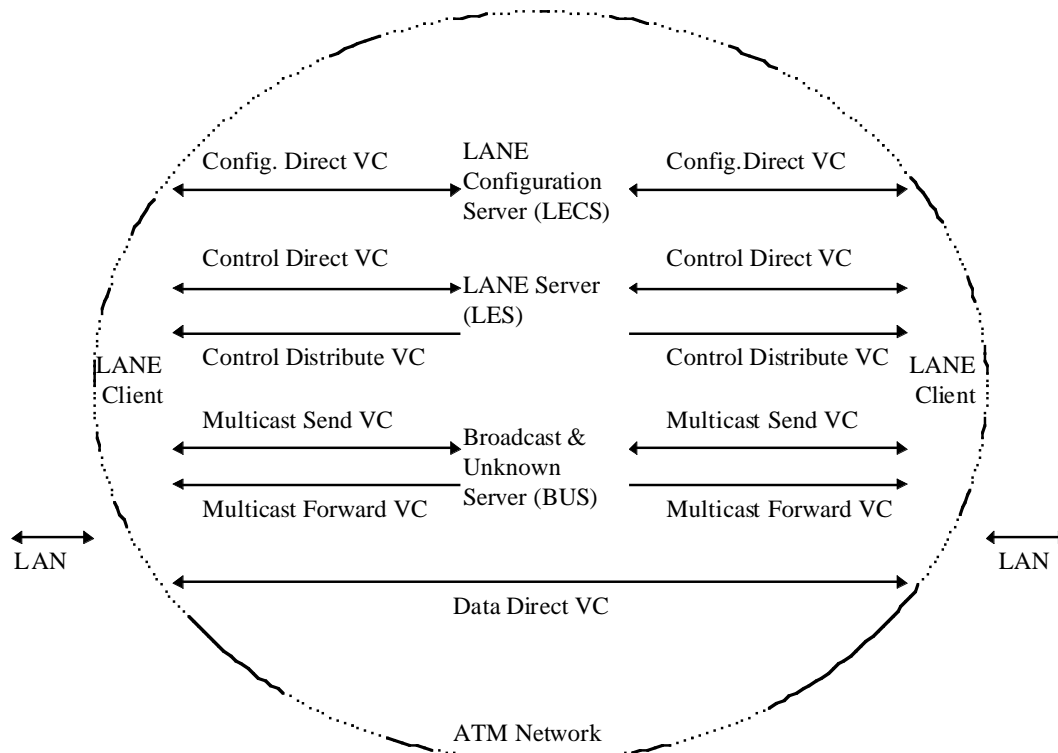 Config. Direct VC
LANE
Configuration
Server (LECS)
Config.Direct VC
Control Direct VC
LANE Server
(LES)
Control Direct VC
Control Distribute VC
Control Distribute VC
LANE
Client
LANE
Client
Multicast Send VC
Broadcast &
Unknown
Server (BUS)
Multicast Send VC
Multicast Forward VC
Multicast Forward VC
LAN
LAN
Data Direct VC
ATM Network